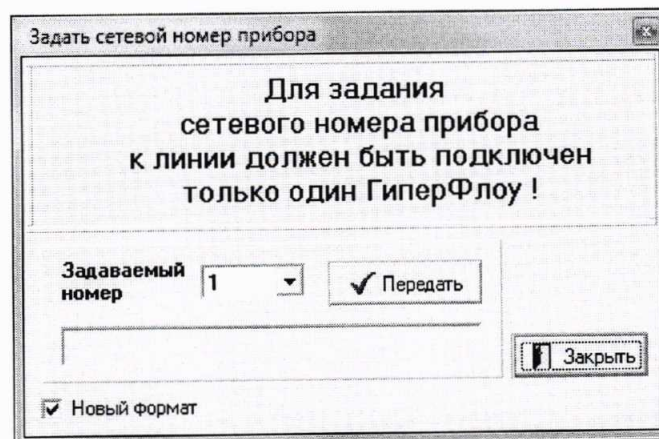 Задать сетевой номер прибора
Для задания
сетевого номера прибора
к линии должен быть подключен
только один ГиперФлоу !
Задаваемый
номер
1
Передать
Закрыть
Новый формат